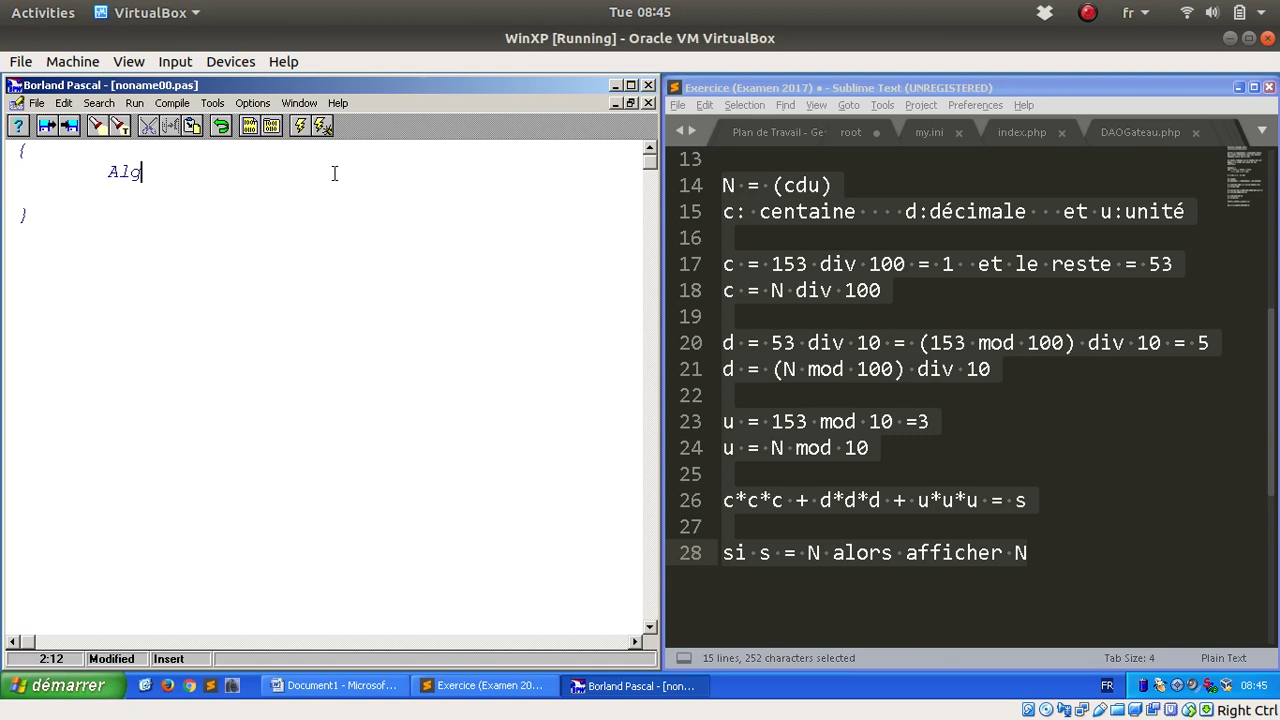 Activities VirtualBox Tue 08:45 fr
WinXP [Running] - Oracle VM VirtualBox
File Machine View Input Devices Help
Borland Pascal - [noname00.pas]
File Edit Search Run Compile Tools Options Window Help
{
Alg
}
2:12 Modified Insert
Exercice (Examen 2017) • - Sublime Text (UNREGISTERED)
File Edit Selection Find View Goto Tools Project Preferences Help
Plan de Travail - Ge root my.ini index.php DAOGateau.php
13
14 N = (cdu)
15 c: centaine d:décimale et u:unité
16
17 c = 153 div 100 = 1 et le reste = 53
18 c = N div 100
19
20 d = 53 div 10 = (153 mod 100) div 10 = 5
21 d = (N mod 100) div 10
22
23 u = 153 mod 10 =3
24 u = N mod 10
25
26 c*c*c + d*d*d + u*u*u = s
27
28 si s = N alors afficher N
15 lines, 252 characters selected Tab Size: 4 Plain Text
démarrer Document1 - Microsof... Exercice (Examen 20... Borland Pascal - [non... FR 08:45
Right Ctrl